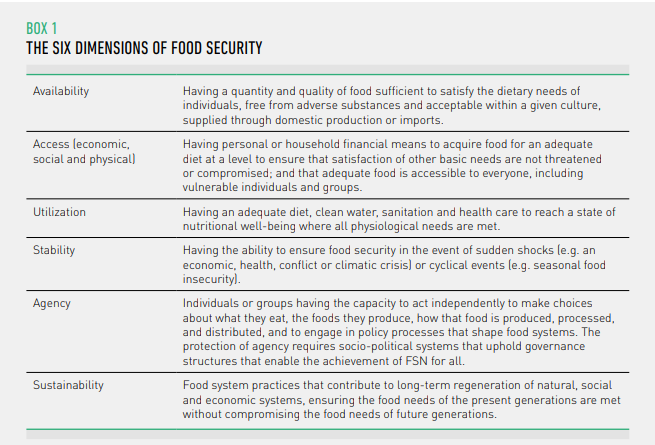 BOX 1
THE SIX DIMENSIONS OF FOOD SECURITY
Availability
Having a quantity and quality of food sufficient to satisfy the dietary needs of
individuals, free from adverse substances and acceptable within a given culture,
supplied through domestic production or imports.
Access (economic,
social and physical)
Having personal or household financial means to acquire food for an adequate
diet at a level to ensure that satisfaction of other basic needs are not threatened
or compromised; and that adequate food is accessible to everyone, including
vulnerable individuals and groups.
Utilization
Having an adequate diet, clean water, sanitation and health care to reach a state of
nutritional well-being where all physiological needs are met.
Stability
Having the ability to ensure food security in the event of sudden shocks (e.g. an
economic, health, conflict or climatic crisis) or cyclical events (e.g. seasonal food
insecurity).
Agency
Individuals or groups having the capacity to act independently to make choices
about what they eat, the foods they produce, how that food is produced, processed,
and distributed, and to engage in policy processes that shape food systems. The
protection of agency requires socio-political systems that uphold governance
structures that enable the achievement of FSN for all.
Sustainability
Food system practices that contribute to long-term regeneration of natural, social
and economic systems, ensuring the food needs of the present generations are met
without compromising the food needs of future generations.